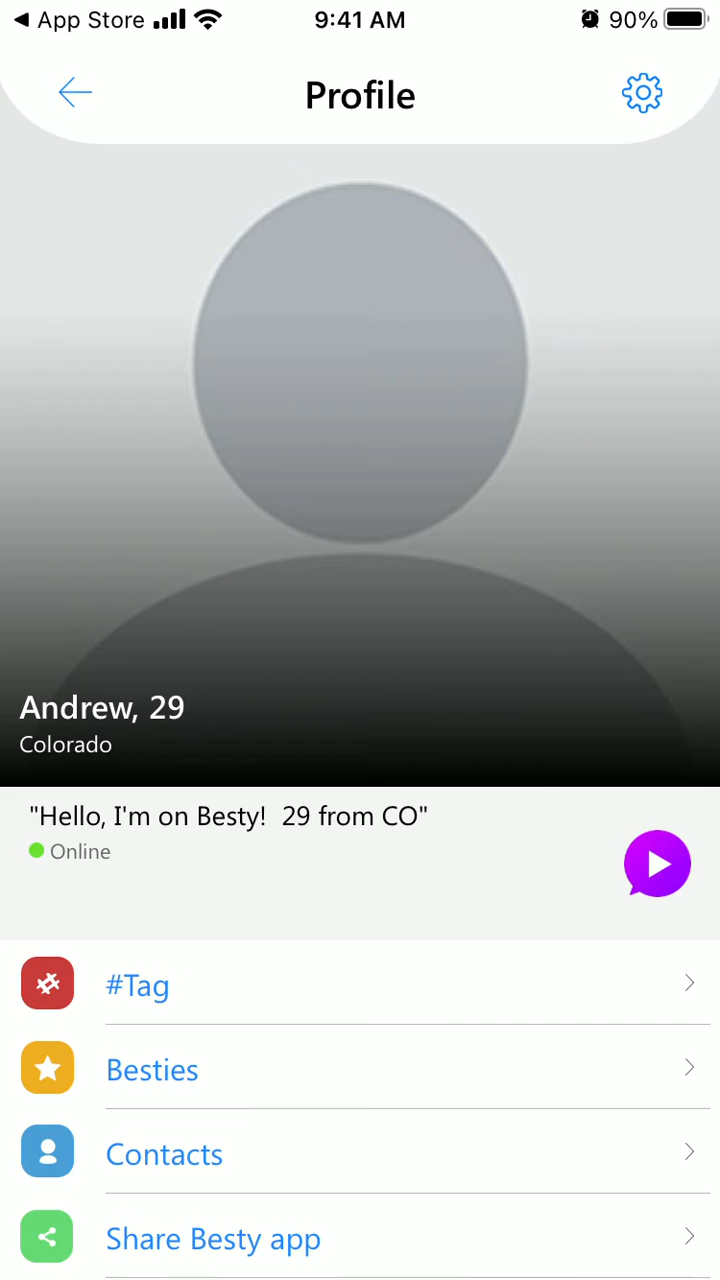 App Store 9:41 AM 90%
Profile
Andrew, 29
Colorado
"Hello, I'm on Besty!  29 from CO"
Online
#Tag
Besties
Contacts
Share Besty app